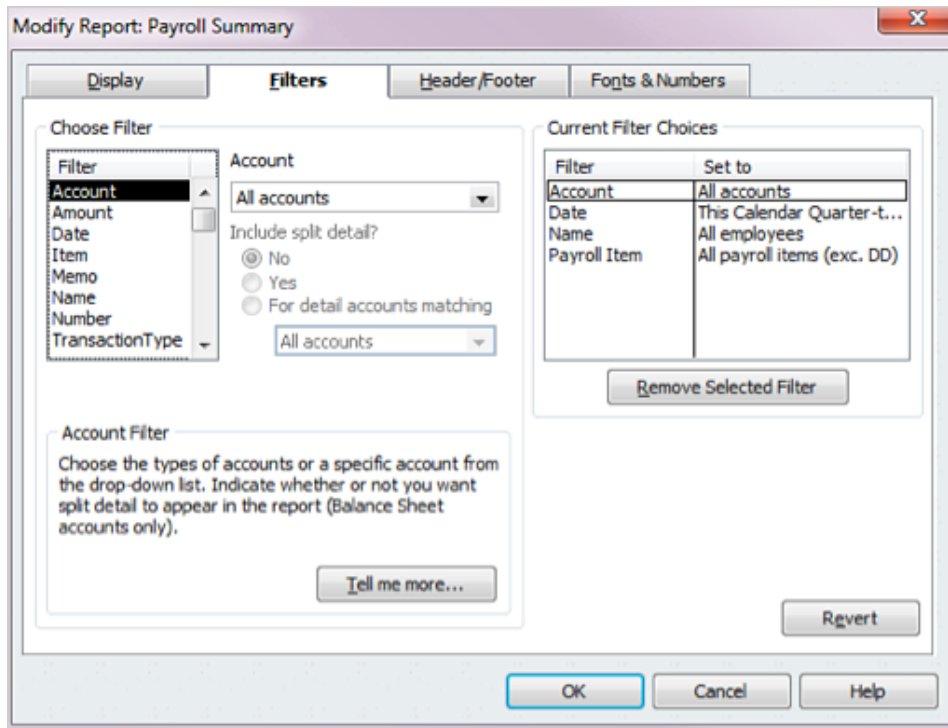 Modify Report: Payroll Summary
Display
Filters
Header/Footer
Fonts & Numbers
Choose Filter
Filter
Account
Amount
Date
Item
Memo
Name
Number
TransactionType
Account
All accounts
Include split detail?
No
Yes
For detail accounts matching
All accounts
Account Filter
Choose the types of accounts or a specific account from
the drop-down list. Indicate whether or not you want
split detail to appear in the report (Balance Sheet
accounts only).
Tell me more...
Current Filter Choices
Filter Set to
Account All accounts
Date This Calendar Quarter-t...
Name All employees
Payroll Item All payroll items (exc. DD)
Remove Selected Filter
Revert
OK
Cancel
Help